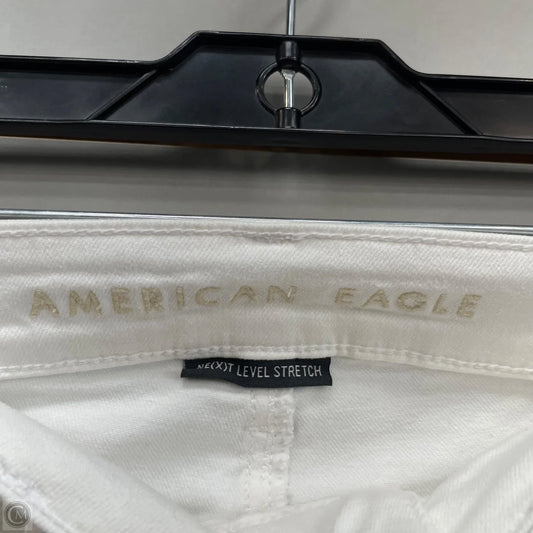 AMERICAN EAGLE
NE(X)T LEVEL STRETCH
M